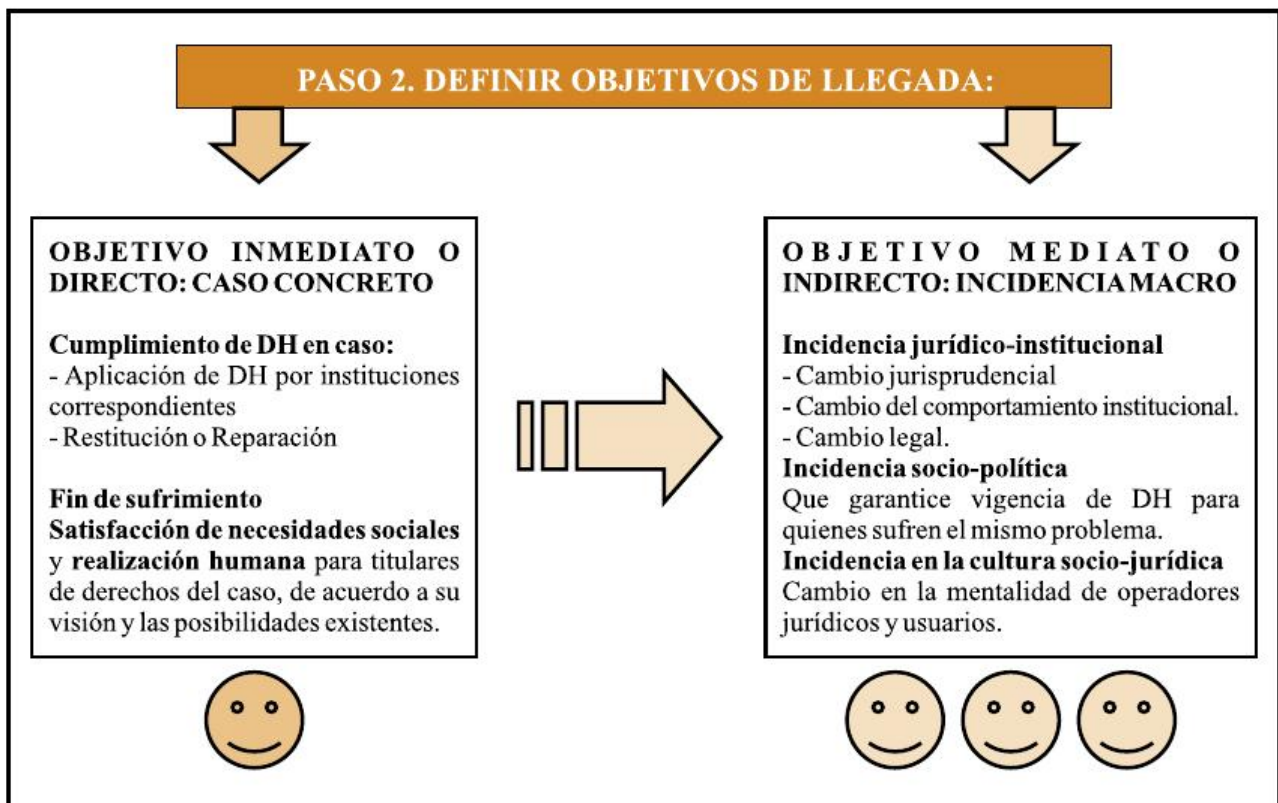 PASO 2. DEFINIR OBJETIVOS DE LLEGADA:
OBJETIVO INMEDIATO O
DIRECTO: CASO CONCRETO
Cumplimiento de DH en caso:
- Aplicación de DH por instituciones
correspondientes
- Restitución o Reparación
Fin de sufrimiento
Satisfacción de necesidades sociales
y realización humana para titulares
de derechos del caso, de acuerdo a su
visión y las posibilidades existentes.
OBJETIVO MEDIATO O
INDIRECTO: INCIDENCIA MACRO
Incidencia jurídico-institucional
- Cambio jurisprudencial
- Cambio del comportamiento institucional.
- Cambio legal.
Incidencia socio-política
Que garantice vigencia de DH para
quienes sufren el mismo problema.
Incidencia en la cultura socio-jurídica
Cambio en la mentalidad de operadores
jurídicos y usuarios.